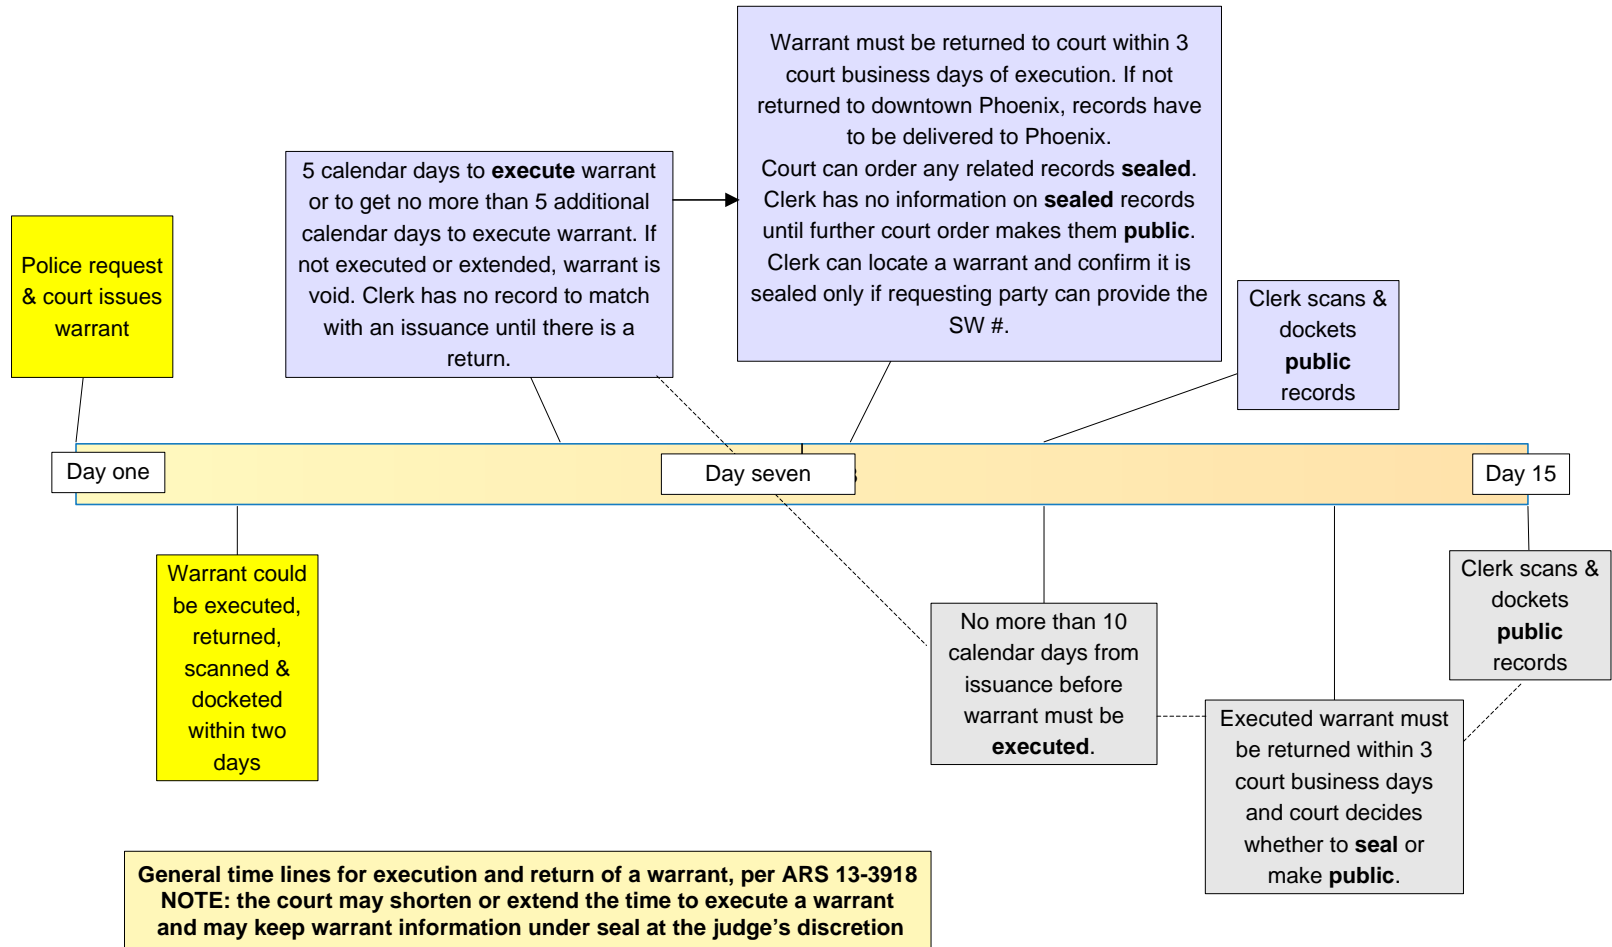 Warrant must be returned to court within 3
court business days of execution. If not
returned to downtown Phoenix, records have
to be delivered to Phoenix.
Court can order any related records sealed.
Clerk has no information on sealed records
until further court order makes them public.
Clerk can locate a warrant and confirm it is
sealed only if requesting party can provide the
SW #.
5 calendar days to execute warrant
or to get no more than 5 additional
calendar days to execute warrant. If
not executed or extended, warrant is
void. Clerk has no record to match
with an issuance until there is a
return.
Police request
& court issues
warrant
Clerk scans &
dockets
public
records
Day one
Day seven
Day 15
Warrant could
be executed,
returned,
scanned &
docketed
within two
days
No more than 10
calendar days from
issuance before
warrant must be
executed.
Executed warrant must
be returned within 3
court business days
and court decides
whether to seal or
make public.
Clerk scans &
dockets
public
records
General time lines for execution and return of a warrant, per ARS 13-3918
NOTE: the court may shorten or extend the time to execute a warrant
and may keep warrant information under seal at the judge's discretion